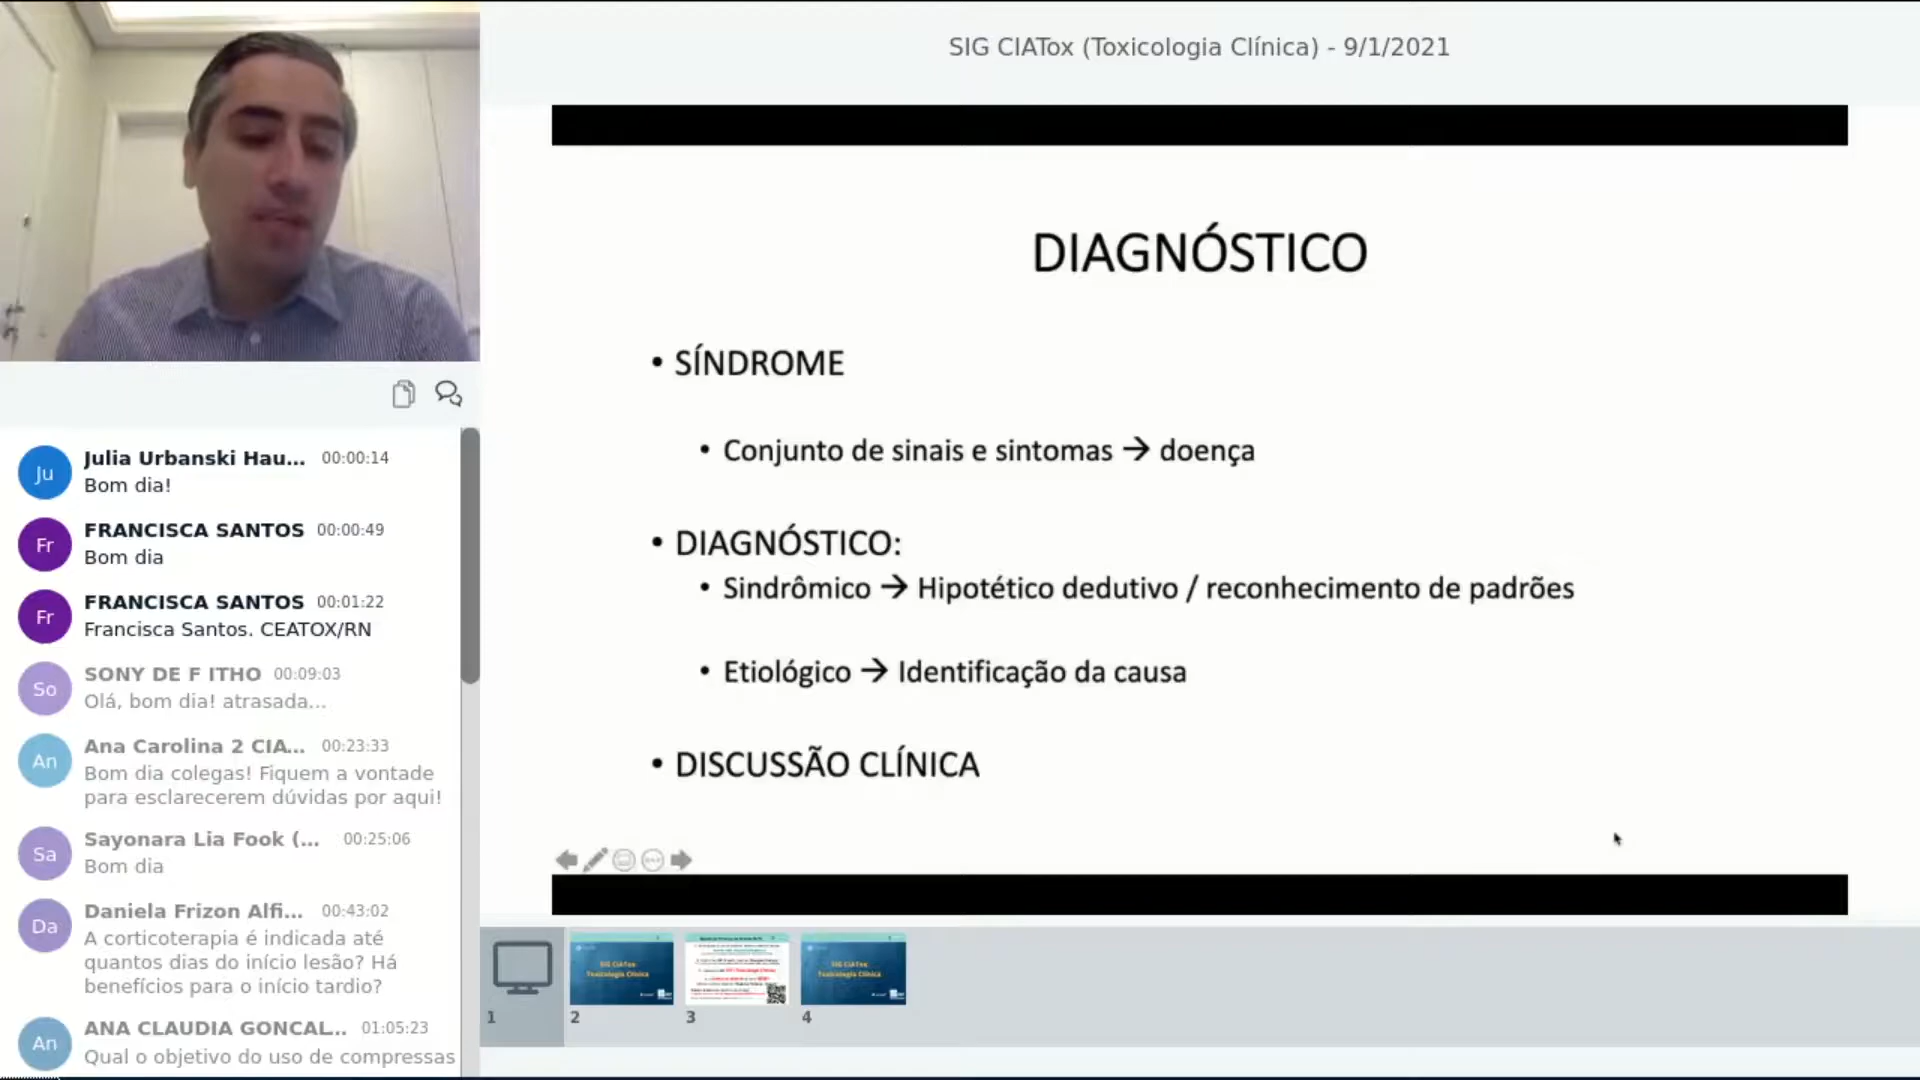 SIG CIATox (Toxicologia Clínica) - 9/1/2021
DIAGNÓSTICO
• SÍNDROME
• Conjunto de sinais e sintomas → doença
• DIAGNÓSTICO:
• Sindrômico → Hipotético dedutivo / reconhecimento de padrões
• Etiológico → Identificação da causa
• DISCUSSÃO CLÍNICA
Ju
Julia Urbanski Hau... 00:00:14
Bom dia!
Fr
FRANCISCA SANTOS 00:00:49
Bom dia
Fr
FRANCISCA SANTOS 00:01:22
Francisca Santos. CEATOX/RN
So
SONY DE F ITHO 00:09:03
Olá, bom dia! atrasada...
An
Ana Carolina 2 CIA... 00:23:33
Bom dia colegas! Fiquem a vontade
para esclarecerem dúvidas por aqui!
Sa
Sayonara Lia Fook (... 00:25:06
Bom dia
Da
Daniela Frizon Alfi... 00:43:02
A corticoterapia é indicada até
quantos dias do início lesão? Há
benefícios para o início tardio?
An
ANA CLAUDIA GONCAL... 01:05:23
Qual o objetivo do uso de compressas
SIG CIATox
Toxicologia Clínica
SIG CIATox
Toxicologia Clínica
1
2
3
4